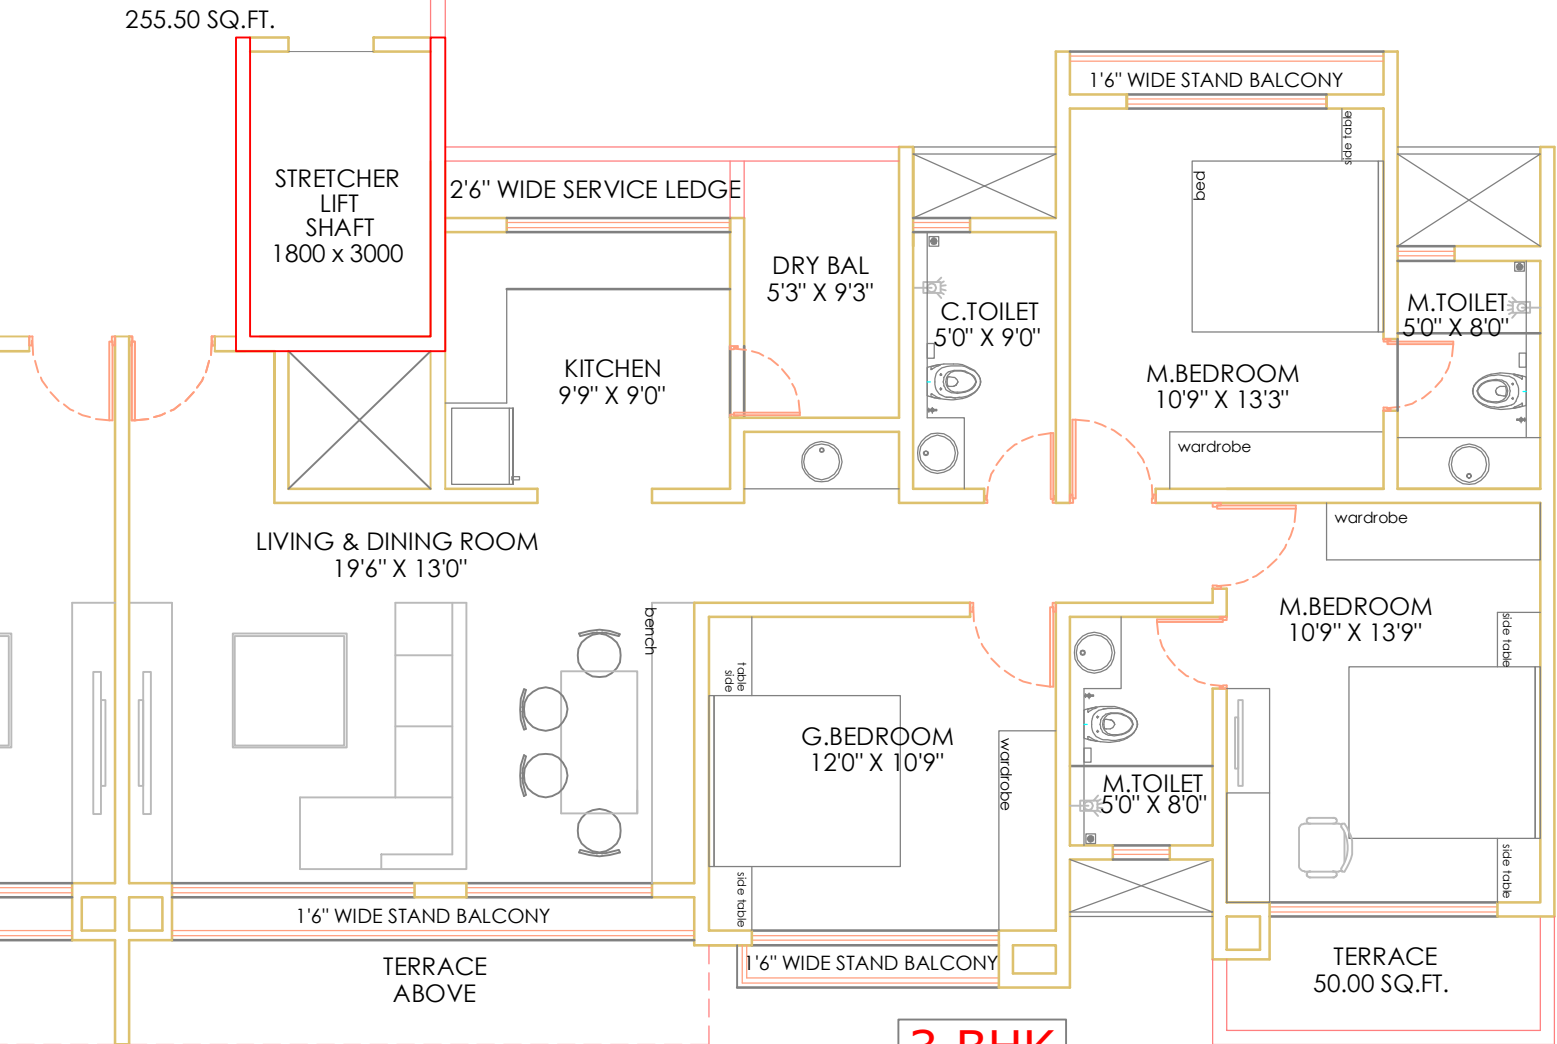 255.50 SQ.FT.
STRETCHER
LIFT
SHAFT
1800 x 3000
2'6" WIDE SERVICE LEDGE
1'6" WIDE STAND BALCONY
side table
bed
DRY BAL
5'3" X 9'3"
C.TOILET
5'0" X 9'0"
M.TOILET
5'0" X 8'0"
KITCHEN
9'9" X 9'0"
M.BEDROOM
10'9" X 13'3"
wardrobe
wardrobe
LIVING & DINING ROOM
19'6" X 13'0"
bench
M.BEDROOM
10'9" X 13'9"
side table
side
table
G.BEDROOM
12'0" X 10'9"
wardrobe
M.TOILET
5'0" X 8'0"
side table
side table
1'6" WIDE STAND BALCONY
1'6" WIDE STAND BALCONY
TERRACE
ABOVE
TERRACE
50.00 SQ.FT.
BHK